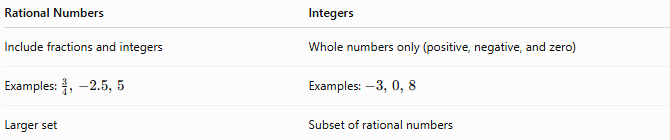 Rational Numbers Integers
Include fractions and integers Whole numbers only (positive, negative, and zero)
Examples: 3/4, −2.5, 5 Examples: −3, 0, 8
Larger set Subset of rational numbers